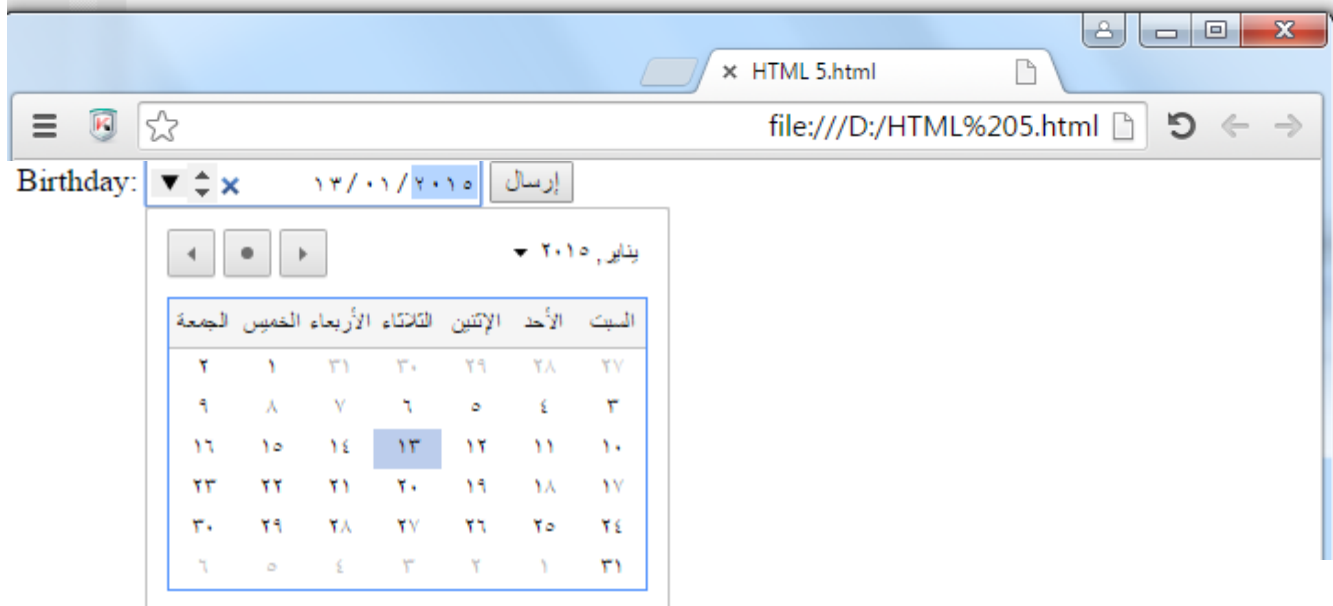 HTML 5.html
file:///D:/HTML%205.html
Birthday: ١٣/٠١/٢٠١٥ إرسال
يناير, ٢٠١٥
السبت الأحد الإثنين الثلاثاء الأربعاء الخميس الجمعة
٢٧ ٢٨ ٢٩ ٣٠ ٣١ ١ ٢
٣ ٤ ٥ ٦ ٧ ٨ ٩
١٠ ١١ ١٢ ١٣ ١٤ ١٥ ١٦
١٧ ١٨ ١٩ ٢٠ ٢١ ٢٢ ٢٣
٢٤ ٢٥ ٢٦ ٢٧ ٢٨ ٢٩ ٣٠
٣١ ١ ٢ ٣ ٤ ٥ ٦